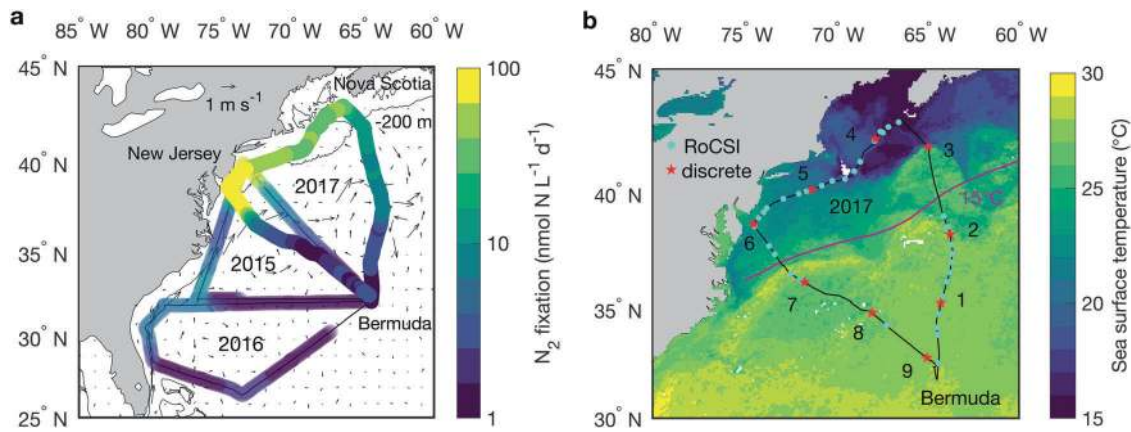 a
85° W 80° W 75° W 70° W 65° W 60° W
45° N
40° N
35° N
30° N
25° N
Nova Scotia
1 m s⁻¹
-200 m
New Jersey
2017
2015
Bermuda
2016
100
10
1
N₂ fixation (nmol N L⁻¹ d⁻¹)
b
80° W 75° W 70° W 65° W 60° W
45° N
40° N
35° N
30° N
4
3
RoCSI
discrete
5
15°C
2017
2
6
7
1
8
9
Bermuda
30
25
20
15
Sea surface temperature (°C)